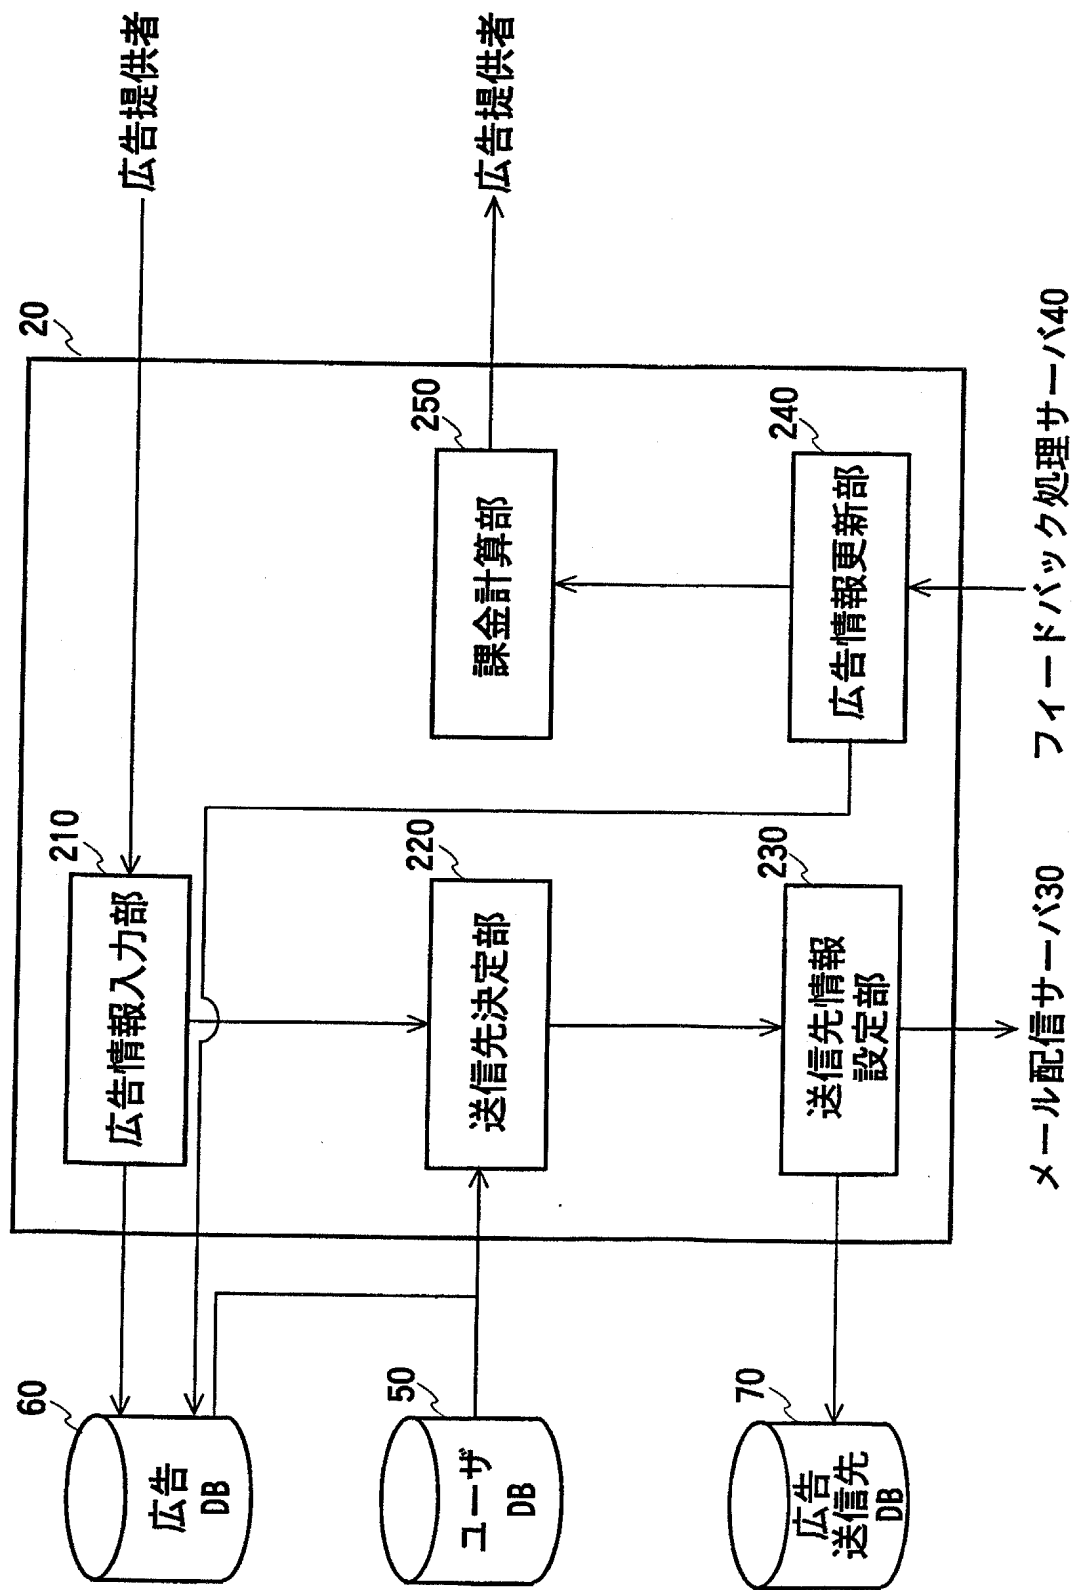 広告提供者
広告提供者
20
210
広告情報入力部
250
課金計算部
220
送信先決定部
240
広告情報更新部
230
送信先情報
設定部
60
広告
DB
50
ユーザ
DB
70
広告
送信先
DB
メール配信サーバ30
フィードバック処理サーバ40